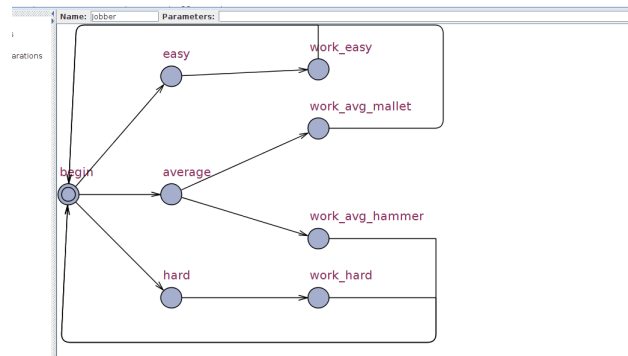 Name: Jobber Parameters:
arations
easy
work_easy
work_avg_mallet
begin
average
work_avg_hammer
hard
work_hard